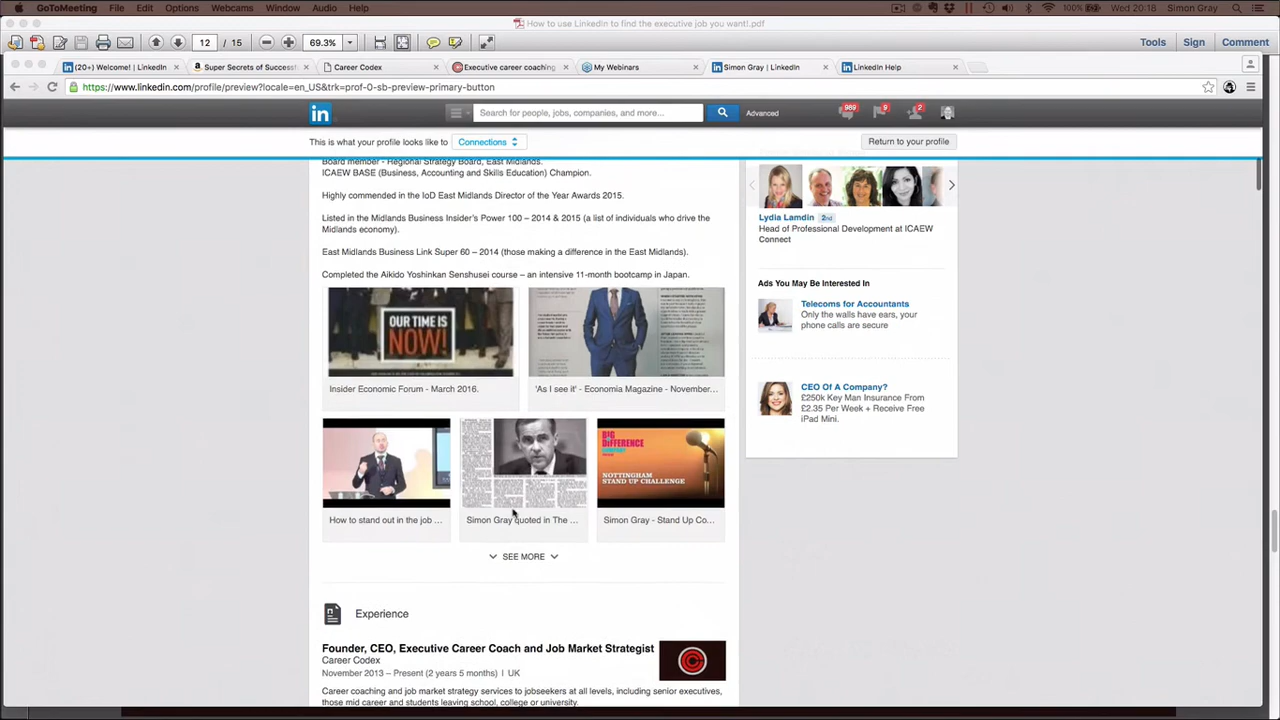 GoToMeeting File Edit Options Webcams Window Audio Help 100% Wed 20:18 Simon Gray
How to use LinkedIn to find the executive job you want!.pdf
12 / 15 69.3% Tools Sign Comment
(20+) Welcome! | LinkedIn Super Secrets of Successf Career Codex Executive career coaching My Webinars Simon Gray | LinkedIn LinkedIn Help
https://www.linkedin.com/profile/preview?locale=en_US&trk=prof-0-sb-preview-primary-button
in Search for people, jobs, companies, and more... Advanced 989 9 2
This is what your profile looks like to Connections Return to your profile
Board member - Regional Strategy Board, East Midlands.
ICAEW BASE (Business, Accounting and Skills Education) Champion.
Highly commended in the IoD East Midlands Director of the Year Awards 2015.
Listed in the Midlands Business Insider's Power 100 – 2014 & 2015 (a list of individuals who drive the
Midlands economy).
East Midlands Business Link Super 60 – 2014 (those making a difference in the East Midlands).
Completed the Aikido Yoshinkan Senshusei course – an intensive 11-month bootcamp in Japan.
OUR TIME IS
Insider Economic Forum - March 2016.
'As I see it' - Economia Magazine - November...
BIG
DIFFERENCE
COMPANY
NOTTINGHAM
STAND UP CHALLENGE
How to stand out in the job ...
Simon Gray quoted in The ...
Simon Gray - Stand Up Co...
SEE MORE
Experience
Founder, CEO, Executive Career Coach and Job Market Strategist
Career Codex
November 2013 – Present (2 years 5 months) | UK
Career coaching and job market strategy services to jobseekers at all levels, including senior executives,
those mid career and students leaving school, college or university.
Lydia Lamdin 2nd
Head of Professional Development at ICAEW
Connect
Ads You May Be Interested In
Telecoms for Accountants
Only the walls have ears, your
phone calls are secure
CEO Of A Company?
£250k Key Man Insurance From
£2.35 Per Week + Receive Free
iPad Mini.